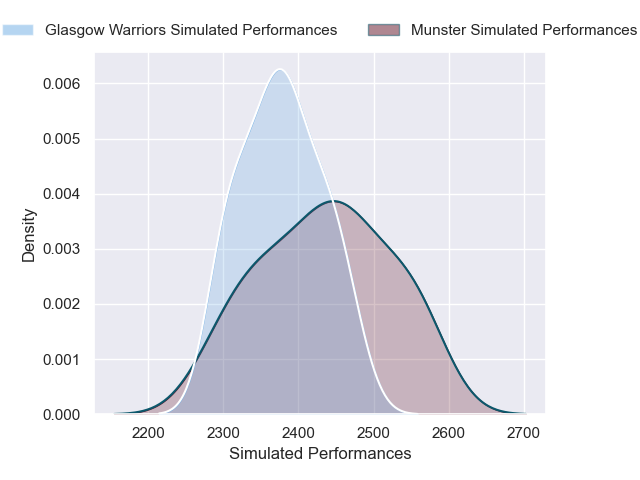 Glasgow Warriors Simulated Performances
Munster Simulated Performances
0.006
0.005
0.004
0.003
0.002
0.001
0.000
Density
2200 2300 2400 2500 2600 2700
Simulated Performances